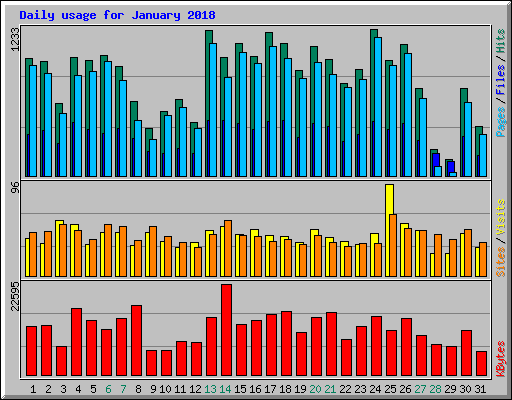 Daily usage for January 2018
1233
Pages / Files / Hits
96
Sites / Visits
22595
KBytes
1 2 3 4 5 6 7 8 9 10 11 12 13 14 15 16 17 18 19 20 21 22 23 24 25 26 27 28 29 30 31